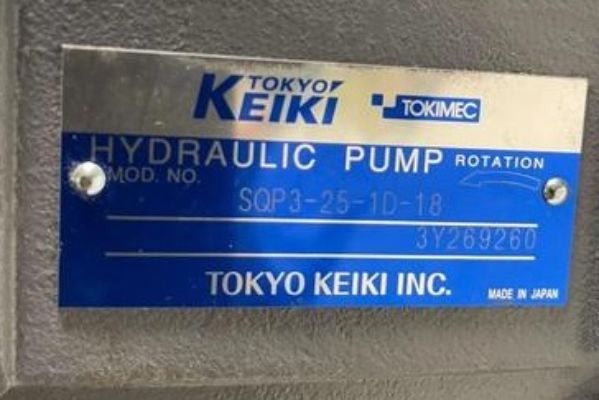 TOKYO
KEIKI TOKIMEC
HYDRAULIC PUMP ROTATION
MOD. NO.
SQP3-25-1D-18
3Y269260
TOKYO KEIKI INC.
MADE IN JAPAN